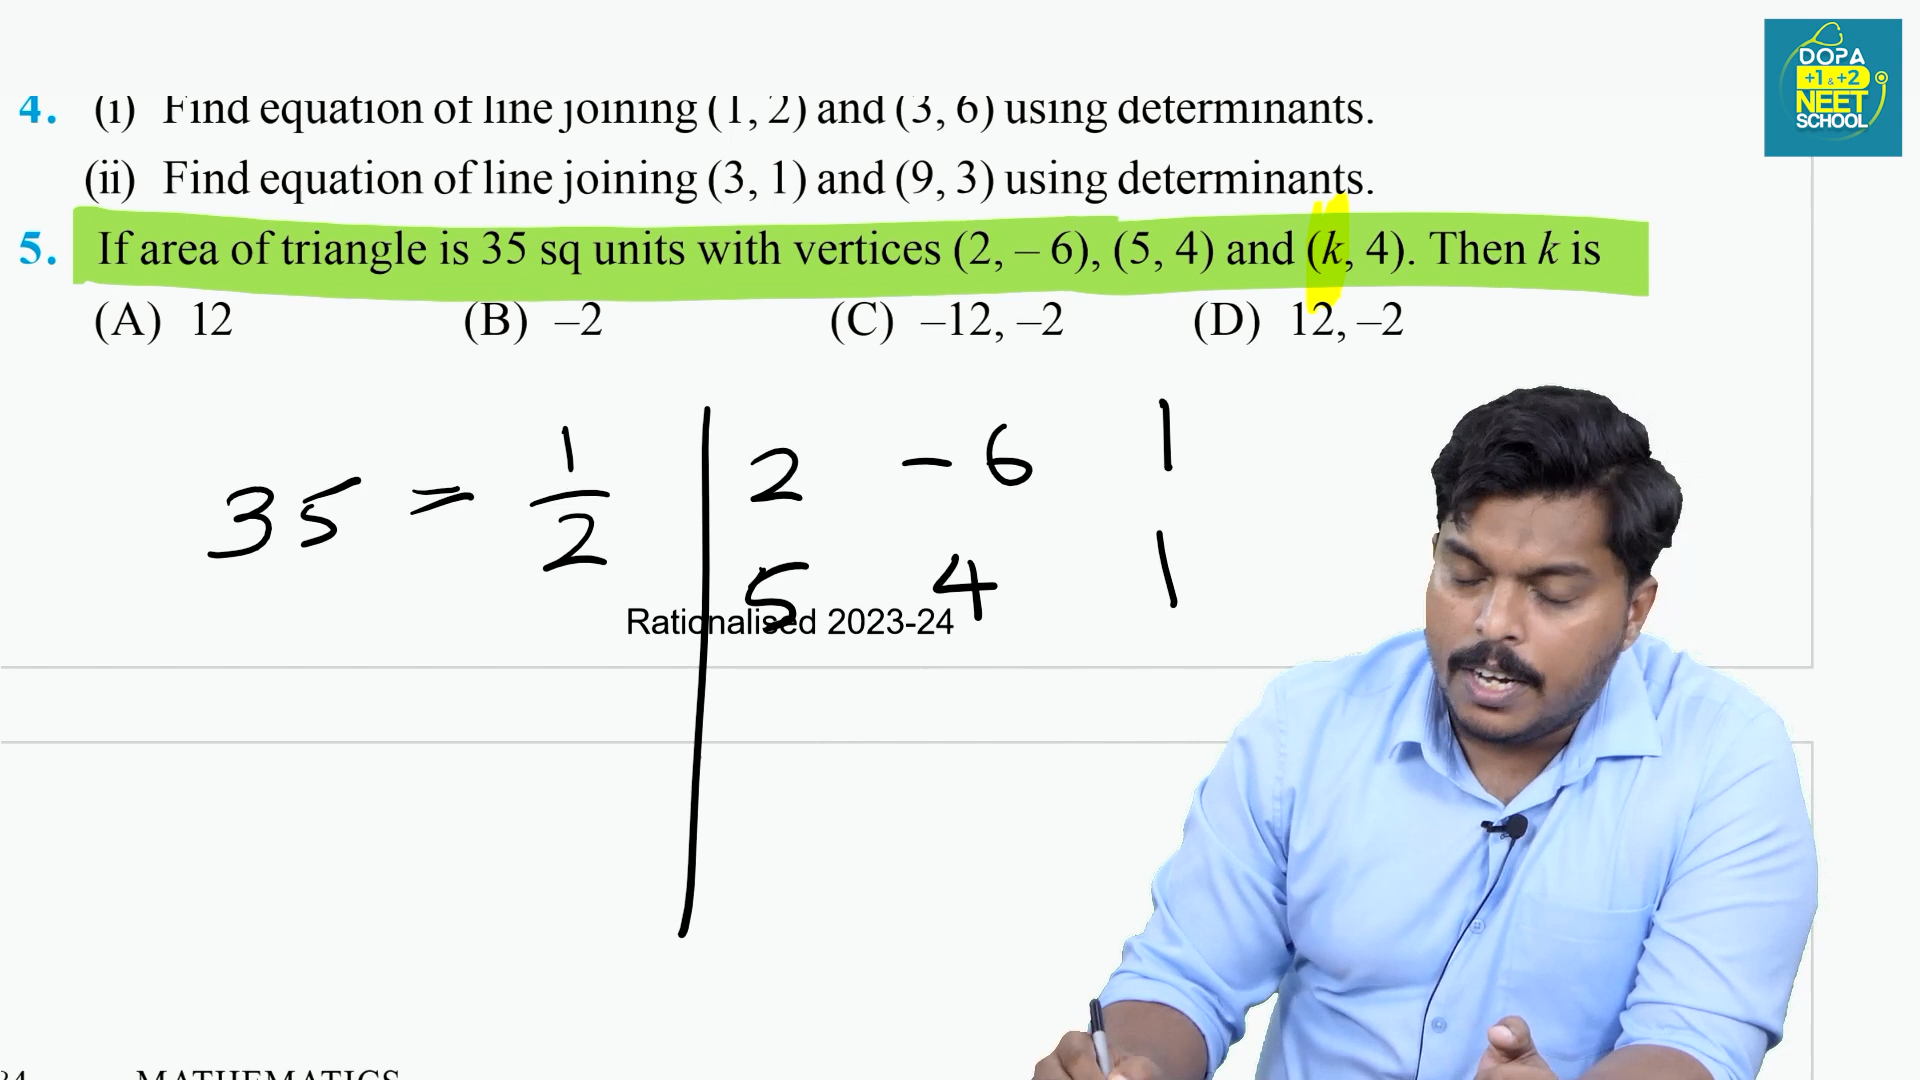 DOPA
+1 & +2
NEET
SCHOOL
4. (i) Find equation of line joining (1, 2) and (3, 6) using determinants.
(ii) Find equation of line joining (3, 1) and (9, 3) using determinants.
5. If area of triangle is 35 sq units with vertices (2, – 6), (5, 4) and (k, 4). Then k is
(A) 12 (B) –2 (C) –12, –2 (D) 12, –2
35 = 1/2 | 2 -6 1
5 4 1
Rationalised 2023-24
MATHEMATICS